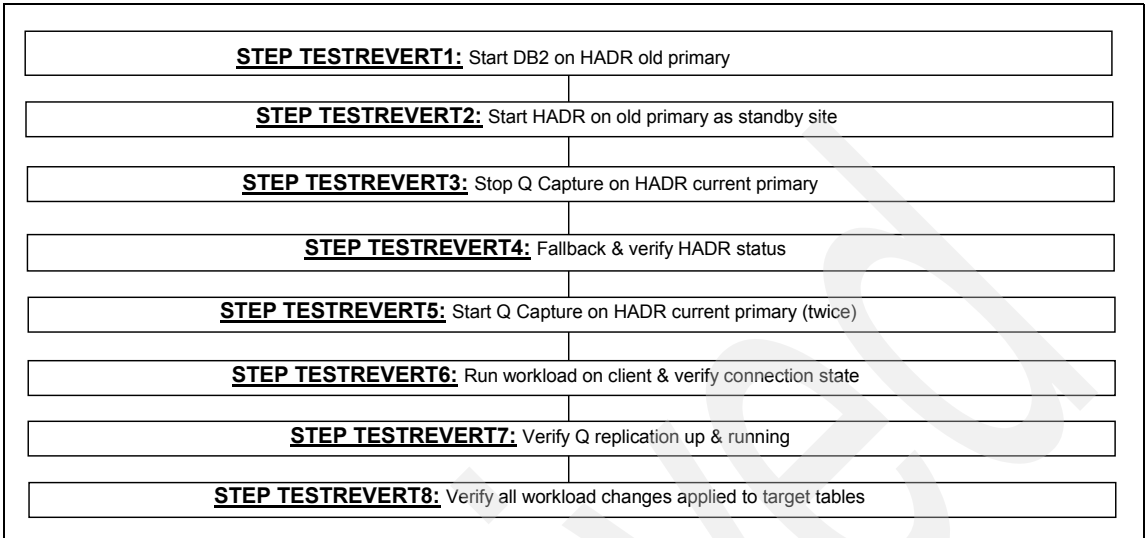 STEP TESTREVERT1: Start DB2 on HADR old primary
STEP TESTREVERT2: Start HADR on old primary as standby site
STEP TESTREVERT3: Stop Q Capture on HADR current primary
STEP TESTREVERT4: Fallback & verify HADR status
STEP TESTREVERT5: Start Q Capture on HADR current primary (twice)
STEP TESTREVERT6: Run workload on client & verify connection state
STEP TESTREVERT7: Verify Q replication up & running
STEP TESTREVERT8: Verify all workload changes applied to target tables